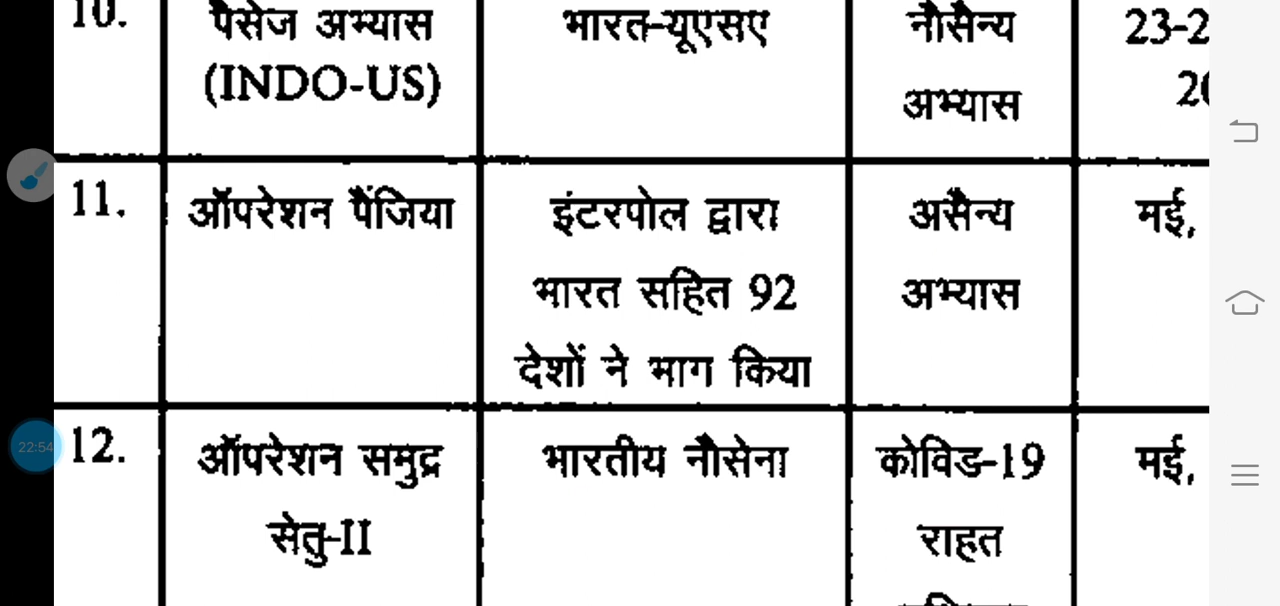 10. पैसेज अभ्यास भारत-यूएसए नौसैन्य 23-2
(INDO-US) अभ्यास 20
11. ऑपरेशन पैंजिया इंटरपोल द्वारा असैन्य मई,
भारत सहित 92 अभ्यास
देशों ने भाग किया
12. ऑपरेशन समुद्र भारतीय नौसेना कोविड-19 मई,
सेतु-II राहत
22:54